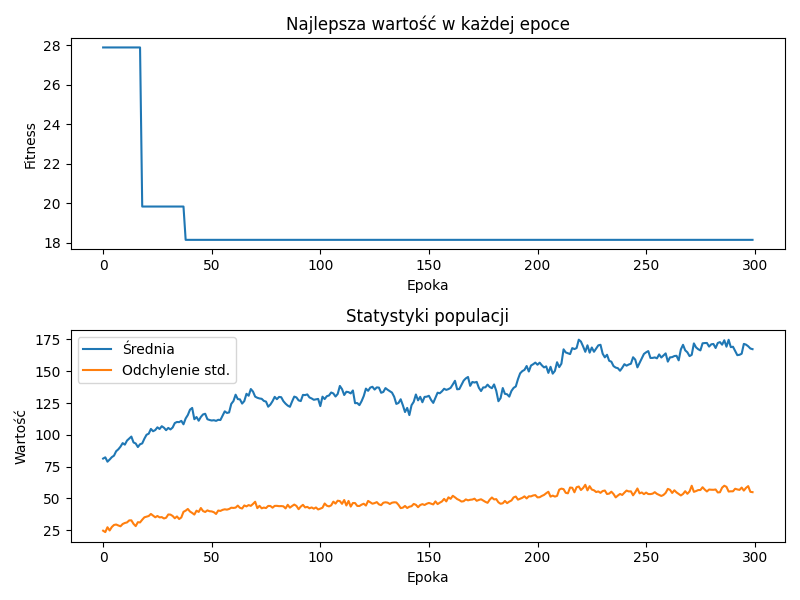 Najlepsza wartość w każdej epoce
28
26
24
22
20
18
Fitness
0 50 100 150 200 250 300
Epoka
Statystyki populacji
175
150
125
100
75
50
25
Wartość
Średnia
Odchylenie std.
0 50 100 150 200 250 300
Epoka